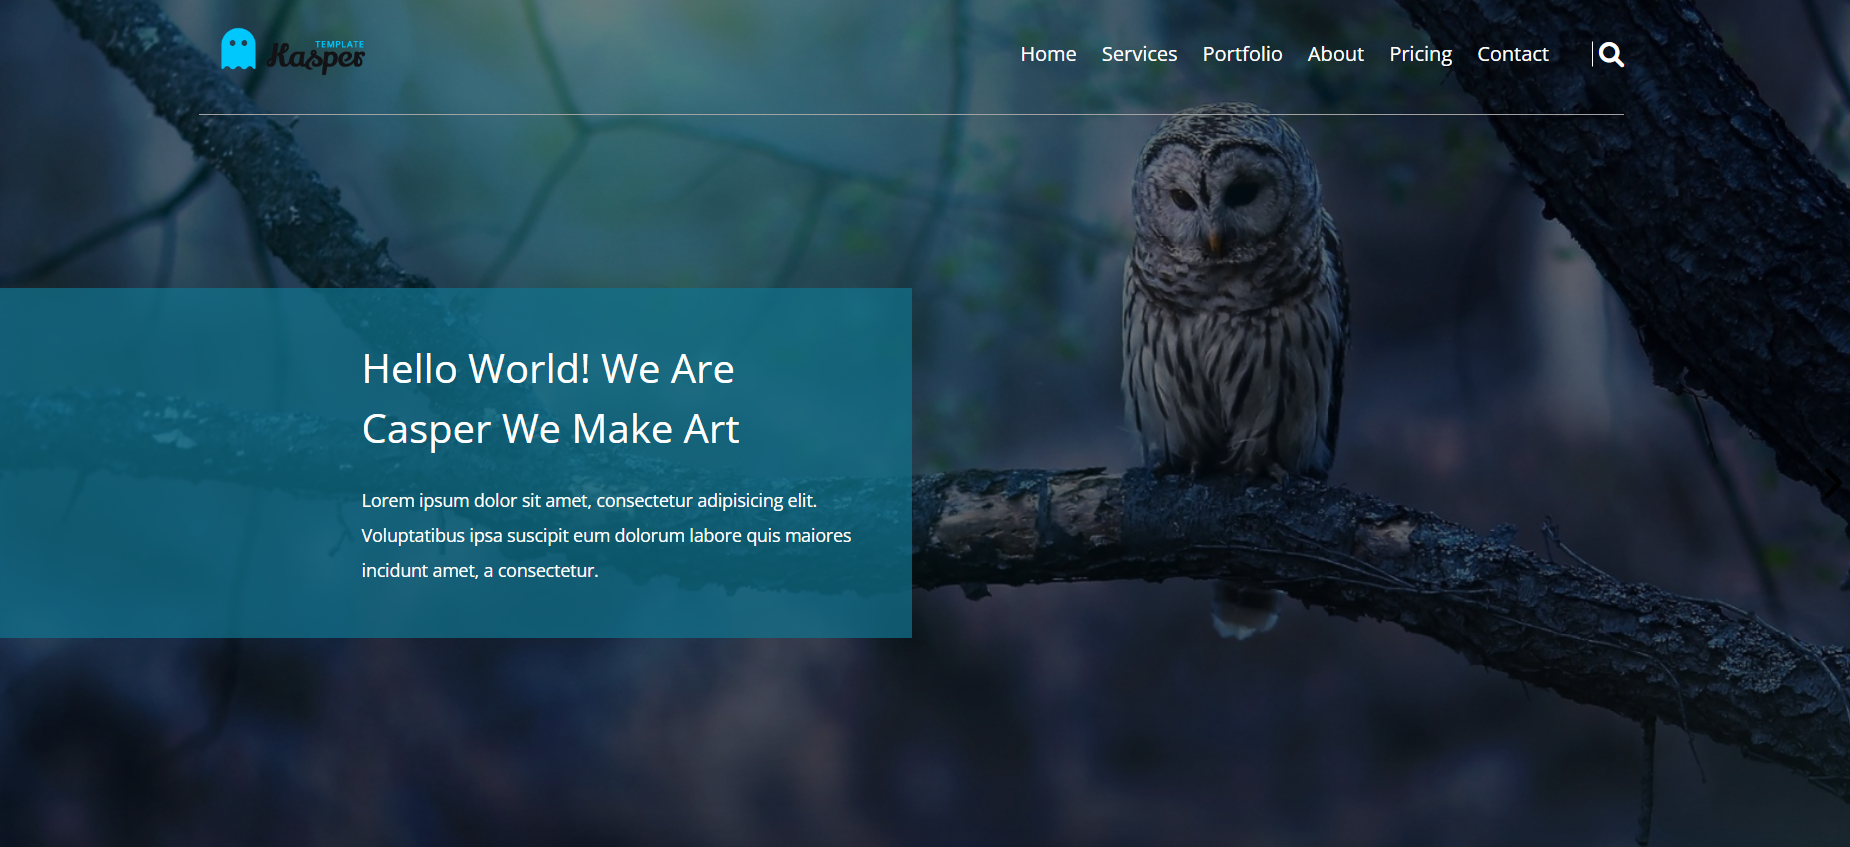 TEMPLATE
Kasper
Home Services Portfolio About Pricing Contact
Hello World! We Are
Casper We Make Art
Lorem ipsum dolor sit amet, consectetur adipisicing elit.
Voluptatibus ipsa suscipit eum dolorum labore quis maiores
incidunt amet, a consectetur.